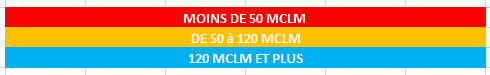 MOINS DE 50 MCLM
DE 50 à 120 MCLM
120 MCLM ET PLUS